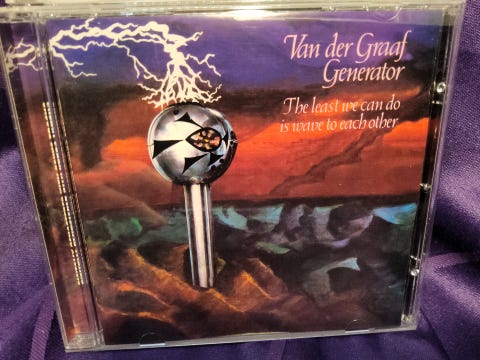 Van der Graaf
Generator
The least we can do
is wave to each other